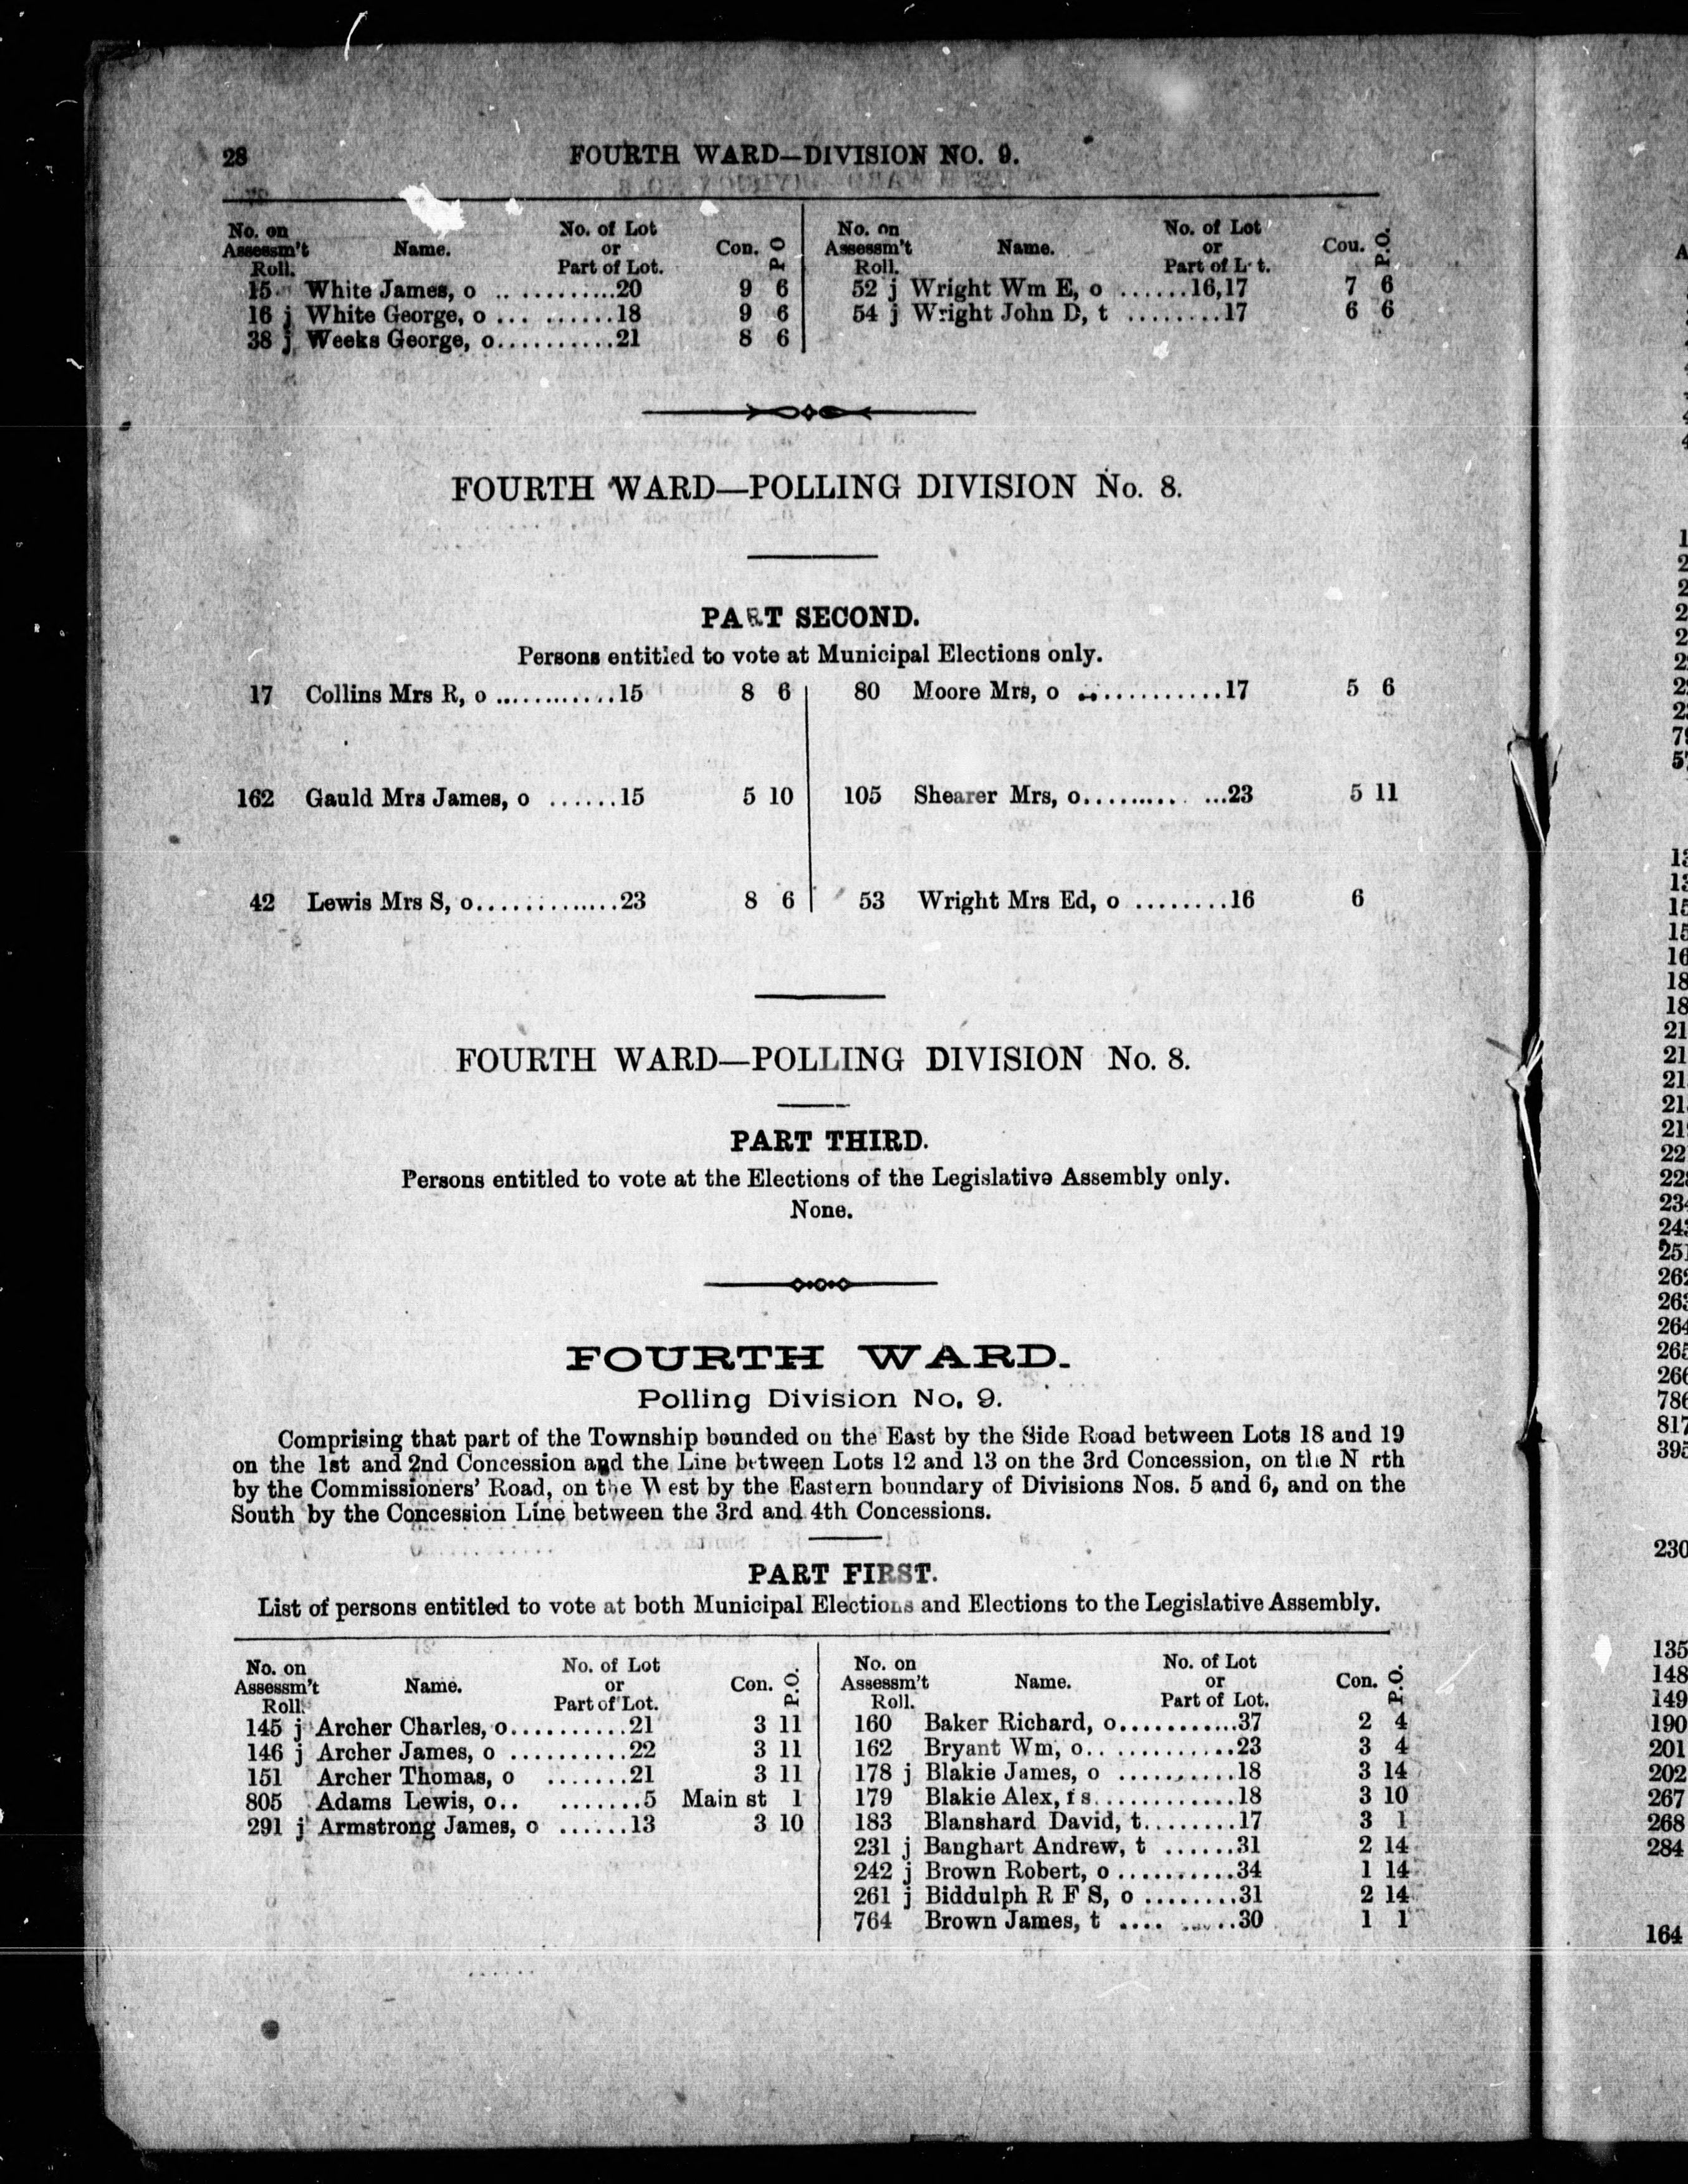 28 FOURTH WARD—DIVISION NO. 9.
No. on Assessm't Roll. Name. No. of Lot or Part of Lot. Con. P O
15 White James, o .. ..........20 9 6
16 j White George, o ... .......18 9 6
38 j Weeks George, o..........21 8 6
No. on Assessm't Roll. Name. No. of Lot or Part of L t. Cou. P.O.
52 j Wright Wm E, o ......16,17 7 6
54 j Wright John D, t ........17 6 6
FOURTH WARD—POLLING DIVISION No. 8.
PART SECOND.
Persons entitled to vote at Municipal Elections only.
17 Collins Mrs R, o ............15 8 6
162 Gauld Mrs James, o ......15 5 10
42 Lewis Mrs S, o.............23 8 6
80 Moore Mrs, o ............17 5 6
105 Shearer Mrs, o......... ...23 5 11
53 Wright Mrs Ed, o ........16 6
FOURTH WARD—POLLING DIVISION No. 8.
PART THIRD.
Persons entitled to vote at the Elections of the Legislative Assembly only.
None.
FOURTH WARD.
Polling Division No. 9.
Comprising that part of the Township bounded on the East by the Side Road between Lots 18 and 19
on the 1st and 2nd Concession and the Line between Lots 12 and 13 on the 3rd Concession, on the N rth
by the Commissioners' Road, on the West by the Eastern boundary of Divisions Nos. 5 and 6, and on the
South by the Concession Line between the 3rd and 4th Concessions.
PART FIRST.
List of persons entitled to vote at both Municipal Elections and Elections to the Legislative Assembly.
No. on Assessm't Roll. Name. No. of Lot or Part of Lot. Con. P.O.
145 j Archer Charles, o..........21 3 11
146 j Archer James, o ..........22 3 11
151 Archer Thomas, o .......21 3 11
805 Adams Lewis, o.. .......5 Main st 1
291 j Armstrong James, o ......13 3 10
No. on Assessm't Roll. Name. No. of Lot or Part of Lot. Con. P.O.
160 Baker Richard, o...........37 2 4
162 Bryant Wm, o.. ...........23 3 4
178 j Blakie James, o ..........18 3 14
179 Blakie Alex, f s............18 3 10
183 Blanshard David, t........17 3 1
231 j Banghart Andrew, t ......31 2 14
242 j Brown Robert, o ..........34 1 14
261 j Biddulph R F S, o ........31 2 14
764 Brown James, t .... ......30 1 1
230
135
148
149
190
201
202
267
268
284
164